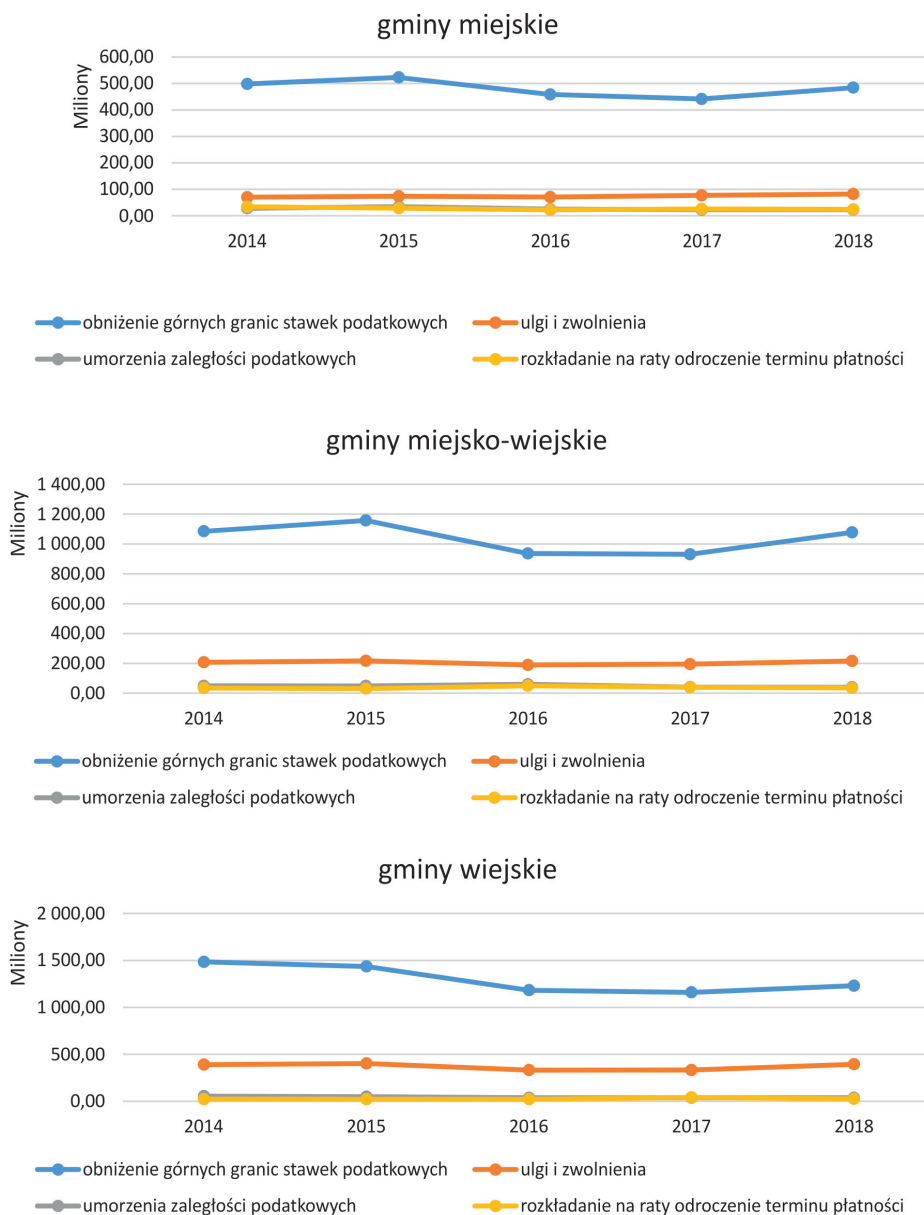 gminy miejskie
Miliony
600,00
500,00
400,00
300,00
200,00
100,00
0,00
2014 2015 2016 2017 2018
obniżenie górnych granic stawek podatkowych ulgi i zwolnienia
umorzenia zaległości podatkowych rozkładanie na raty odroczenie terminu płatności
gminy miejsko-wiejskie
Miliony
1 400,00
1 200,00
1 000,00
800,00
600,00
400,00
200,00
0,00
2014 2015 2016 2017 2018
obniżenie górnych granic stawek podatkowych ulgi i zwolnienia
umorzenia zaległości podatkowych rozkładanie na raty odroczenie terminu płatności
gminy wiejskie
Miliony
2 000,00
1 500,00
1 000,00
500,00
0,00
2014 2015 2016 2017 2018
obniżenie górnych granic stawek podatkowych ulgi i zwolnienia
umorzenia zaległości podatkowych rozkładanie na raty odroczenie terminu płatności